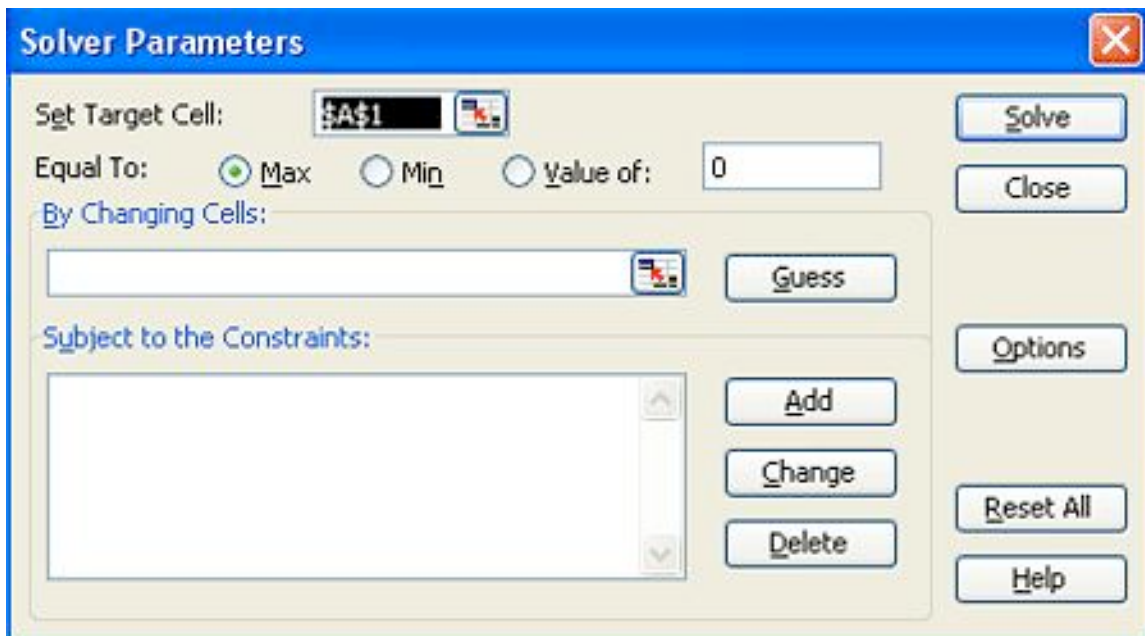 Solver Parameters
Set Target Cell: $A$1
Solve
Equal To: Max Min Value of: 0
Close
By Changing Cells:
Guess
Subject to the Constraints:
Options
Add
Change
Reset All
Delete
Help